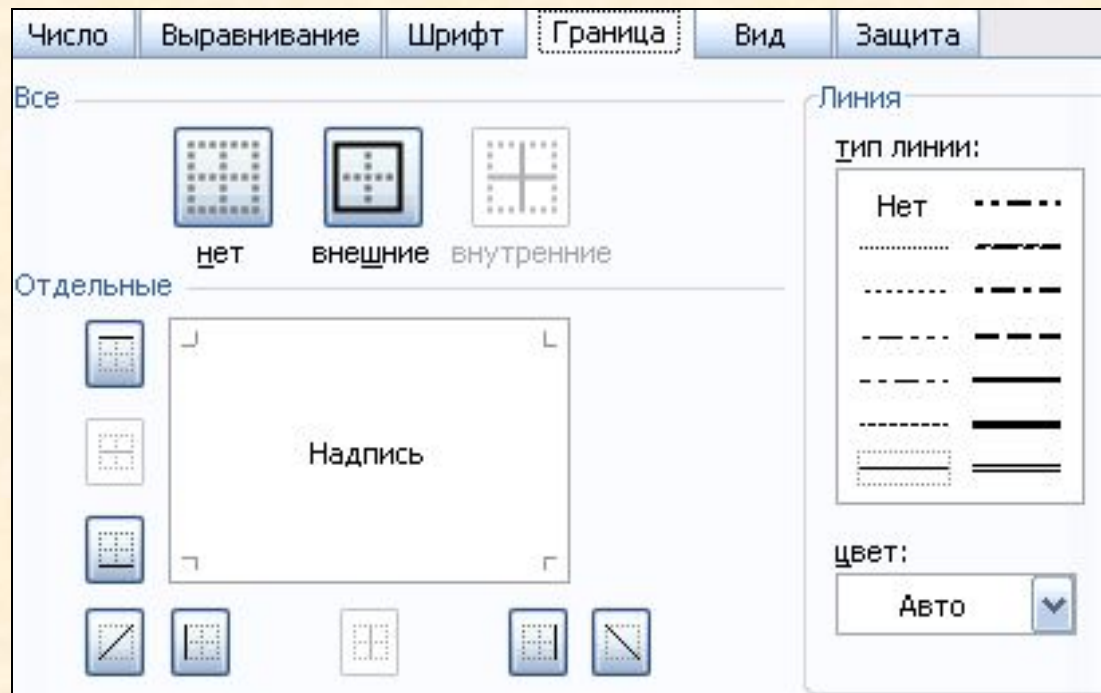 Число Выравнивание Шрифт Граница Вид Защита
Все
нет внешние внутренние
Отдельные
Надпись
Линия
тип линии:
Нет
цвет:
Авто